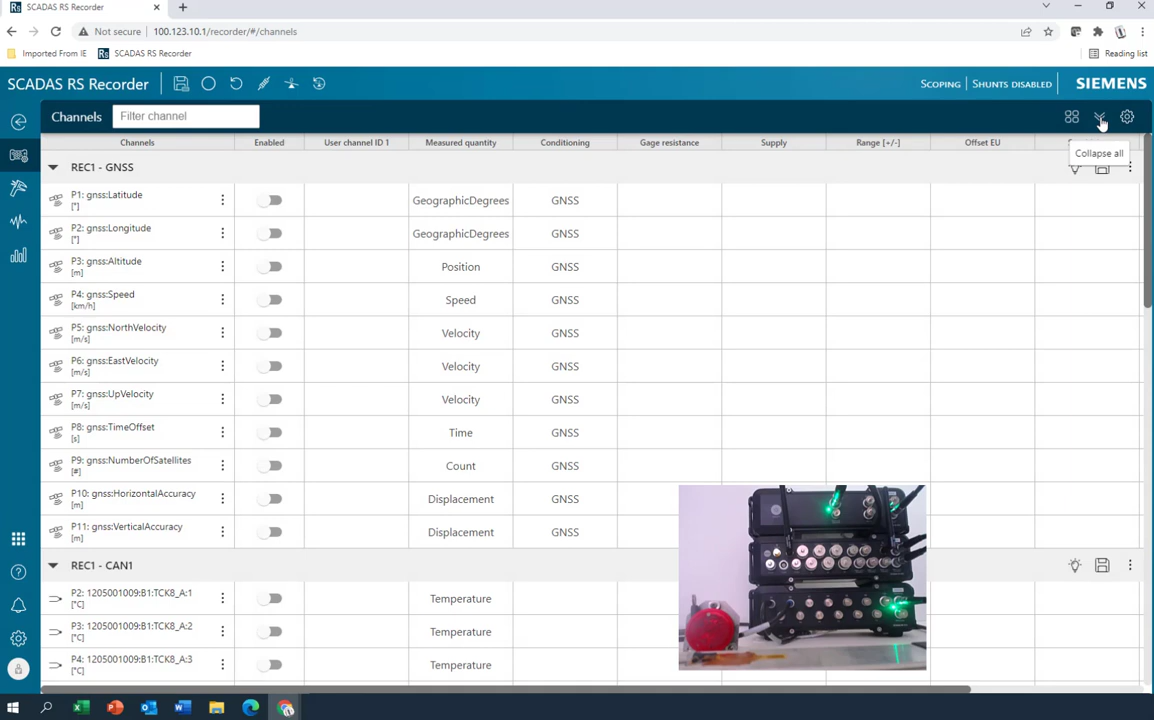 SCADAS RS Recorder
Not secure 100.123.10.1/recorder/#/channels
Imported From IE SCADAS RS Recorder Reading list
SCADAS RS Recorder SCOPING SHUNTS DISABLED SIEMENS
Channels Filter channel
Channels Enabled User channel ID 1 Measured quantity Conditioning Gage resistance Supply Range [+/-] Offset EU
Collapse all
REC1 - GNSS
P1: gnss:Latitude
[°] GeographicDegrees GNSS
P2: gnss:Longitude
[°] GeographicDegrees GNSS
P3: gnss:Altitude
[m] Position GNSS
P4: gnss:Speed
[km/h] Speed GNSS
P5: gnss:NorthVelocity
[m/s] Velocity GNSS
P6: gnss:EastVelocity
[m/s] Velocity GNSS
P7: gnss:UpVelocity
[m/s] Velocity GNSS
P8: gnss:TimeOffset
[s] Time GNSS
P9: gnss:NumberOfSatellites
[#] Count GNSS
P10: gnss:HorizontalAccuracy
[m] Displacement GNSS
P11: gnss:VerticalAccuracy
[m] Displacement GNSS
REC1 - CAN1
P2: 1205001009:B1:TCK8_A:1
[°C] Temperature
P3: 1205001009:B1:TCK8_A:2
[°C] Temperature
P4: 1205001009:B1:TCK8_A:3
[°C] Temperature